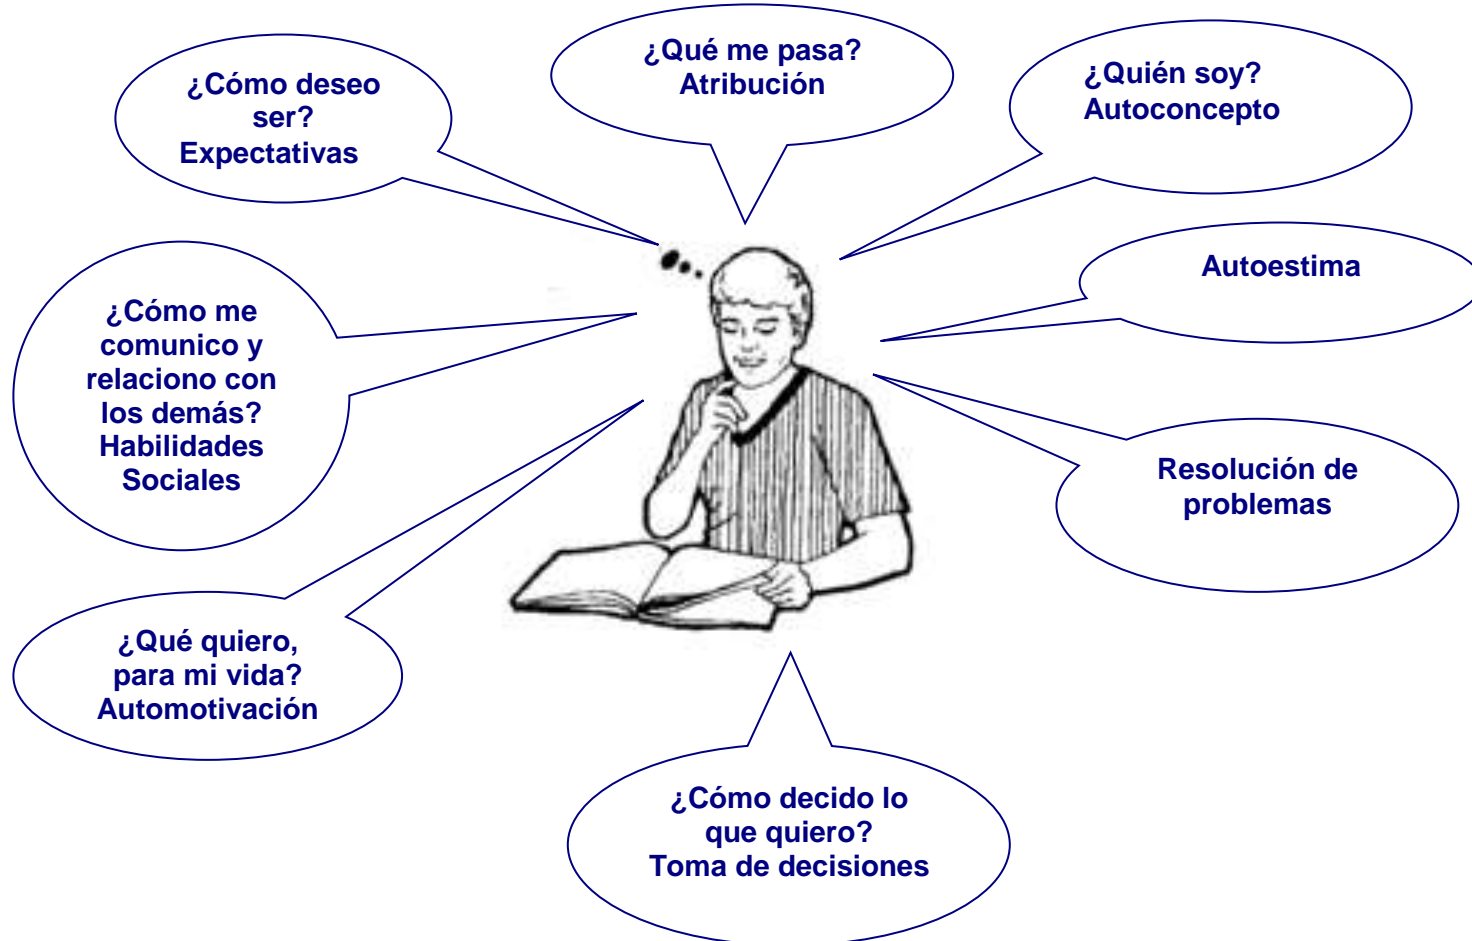 ¿Cómo deseo
ser?
Expectativas
¿Qué me pasa?
Atribución
¿Quién soy?
Autoconcepto
Autoestima
¿Cómo me
comunico y
relaciono con
los demás?
Habilidades
Sociales
Resolución de
problemas
¿Qué quiero,
para mi vida?
Automotivación
¿Cómo decido lo
que quiero?
Toma de decisiones